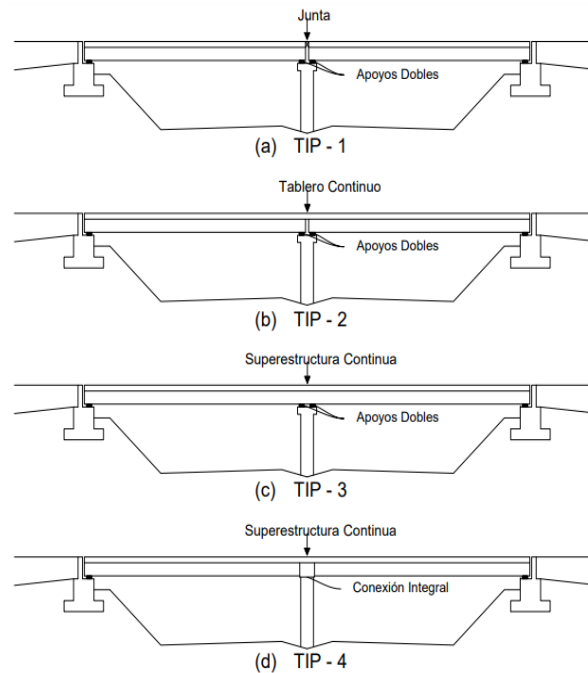 Junta
Apoyos Dobles
(a) TIP - 1
Tablero Continuo
Apoyos Dobles
(b) TIP - 2
Superestructura Continua
Apoyos Dobles
(c) TIP - 3
Superestructura Continua
Conexión Integral
(d) TIP - 4